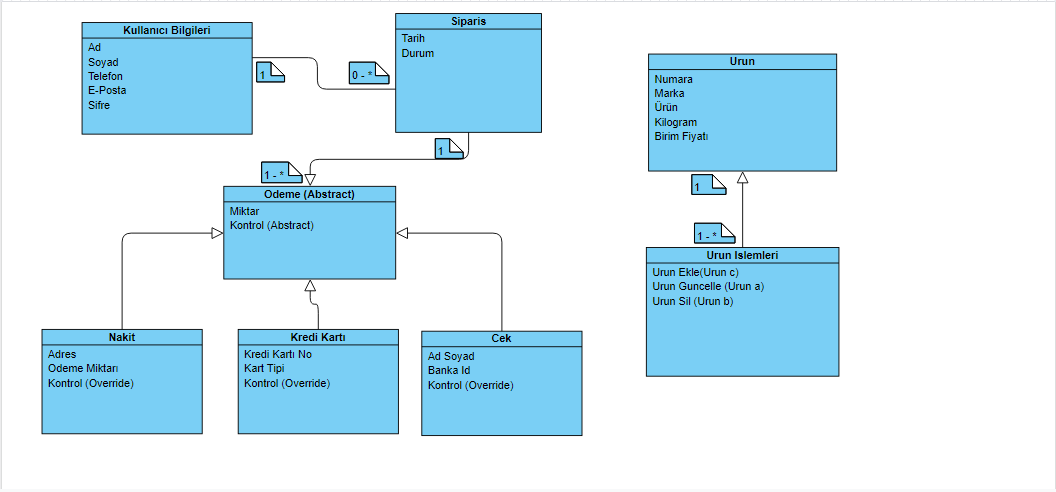 Kullanıcı Bilgileri
Ad
Soyad
Telefon
E-Posta
Sifre
1
0 - *
Siparis
Tarih
Durum
1
1 - *
Odeme (Abstract)
Miktar
Kontrol (Abstract)
Nakit
Adres
Odeme Miktarı
Kontrol (Override)
Kredi Kartı
Kredi Kartı No
Kart Tipi
Kontrol (Override)
Cek
Ad Soyad
Banka Id
Kontrol (Override)
Urun
Numara
Marka
Ürün
Kilogram
Birim Fiyatı
1
1 - *
Urun Islemleri
Urun Ekle(Urun c)
Urun Guncelle (Urun a)
Urun Sil (Urun b)